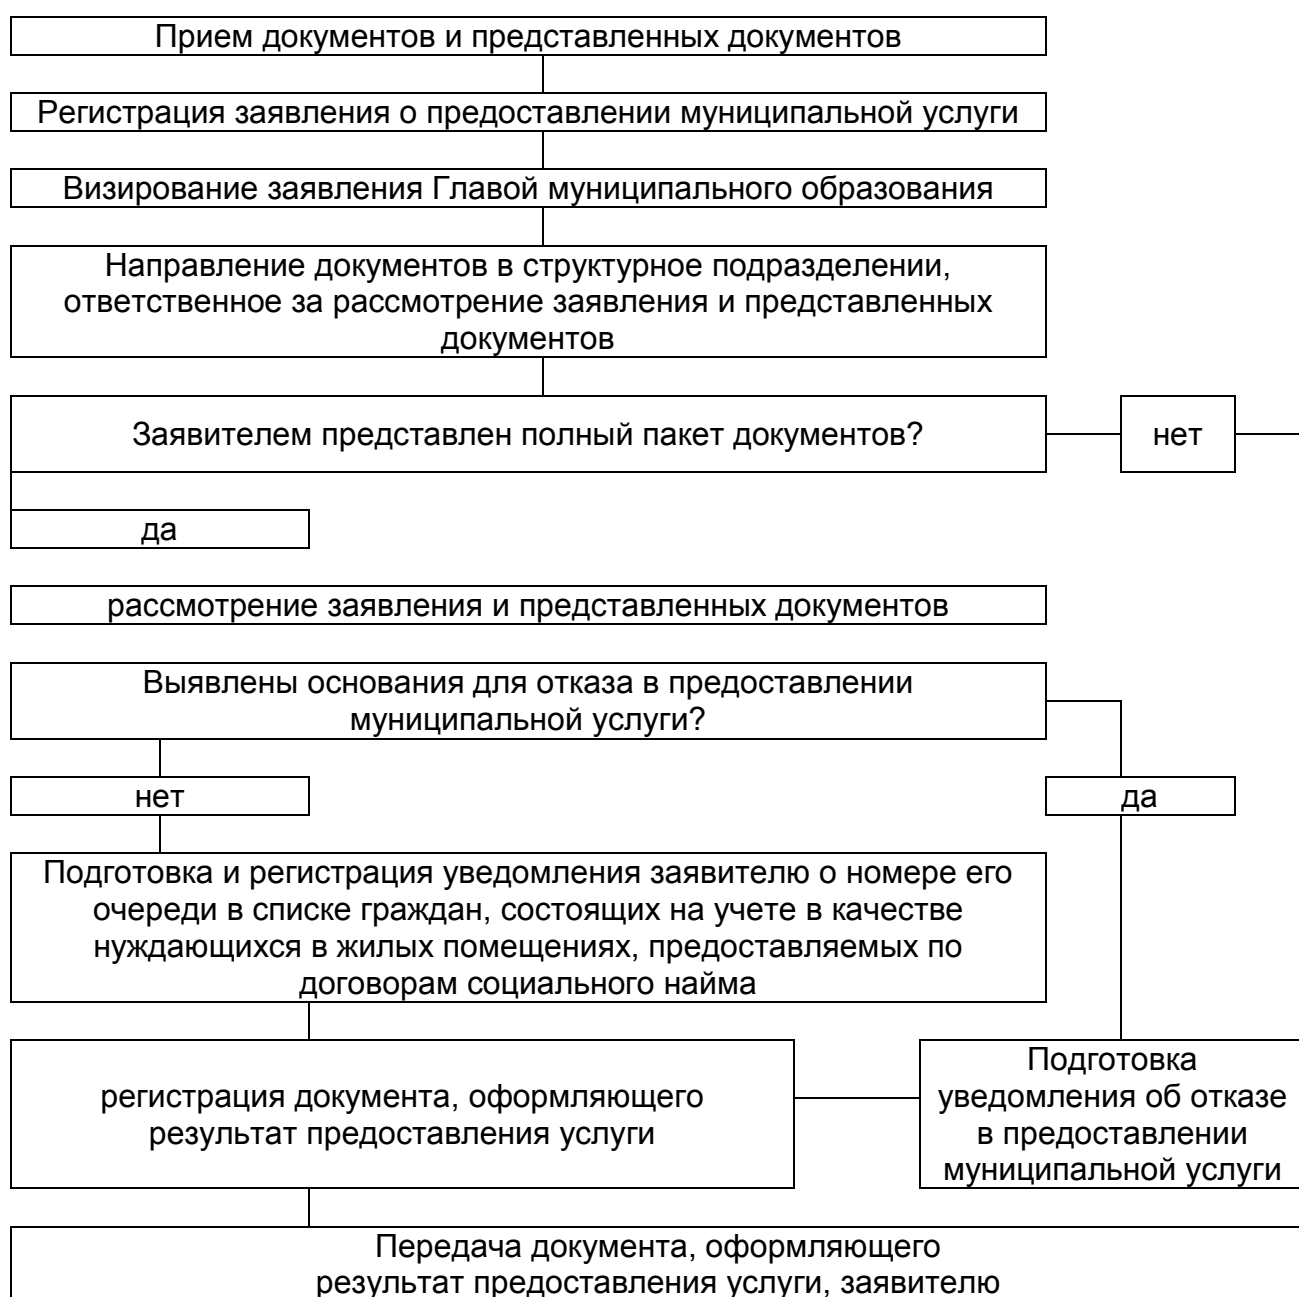 Прием документов и представленных документов
Регистрация заявления о предоставлении муниципальной услуги
Визирование заявления Главой муниципального образования
Направление документов в структурное подразделении,
ответственное за рассмотрение заявления и представленных
документов
Заявителем представлен полный пакет документов?
нет
да
рассмотрение заявления и представленных документов
Выявлены основания для отказа в предоставлении
муниципальной услуги?
нет
да
Подготовка и регистрация уведомления заявителю о номере его
очереди в списке граждан, состоящих на учете в качестве
нуждающихся в жилых помещениях, предоставляемых по
договорам социального найма
регистрация документа, оформляющего
результат предоставления услуги
Подготовка
уведомления об отказе
в предоставлении
муниципальной услуги
Передача документа, оформляющего
результат предоставления услуги, заявителю